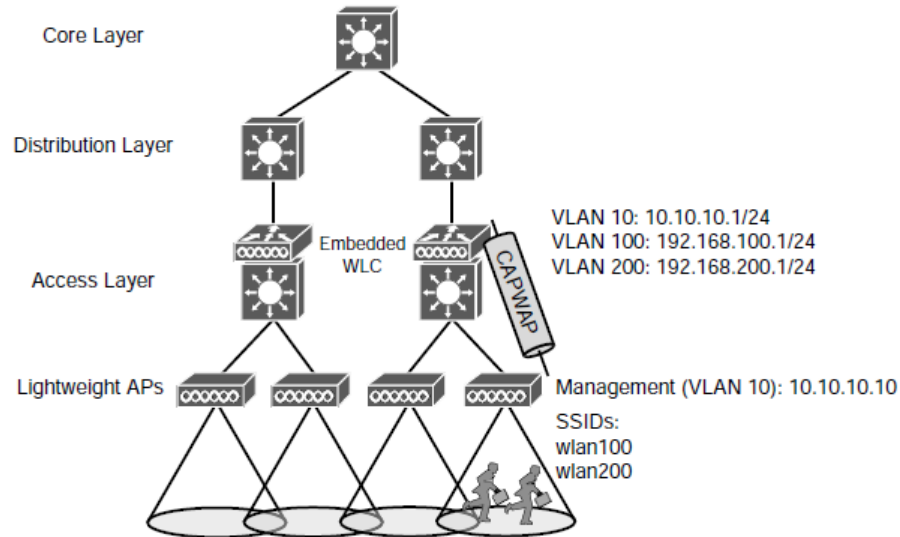 Core Layer
Distribution Layer
Embedded
WLC
VLAN 10: 10.10.10.1/24
VLAN 100: 192.168.100.1/24
VLAN 200: 192.168.200.1/24
Access Layer
CAPWAP
Lightweight APs
Management (VLAN 10): 10.10.10.10
SSIDs:
wlan100
wlan200